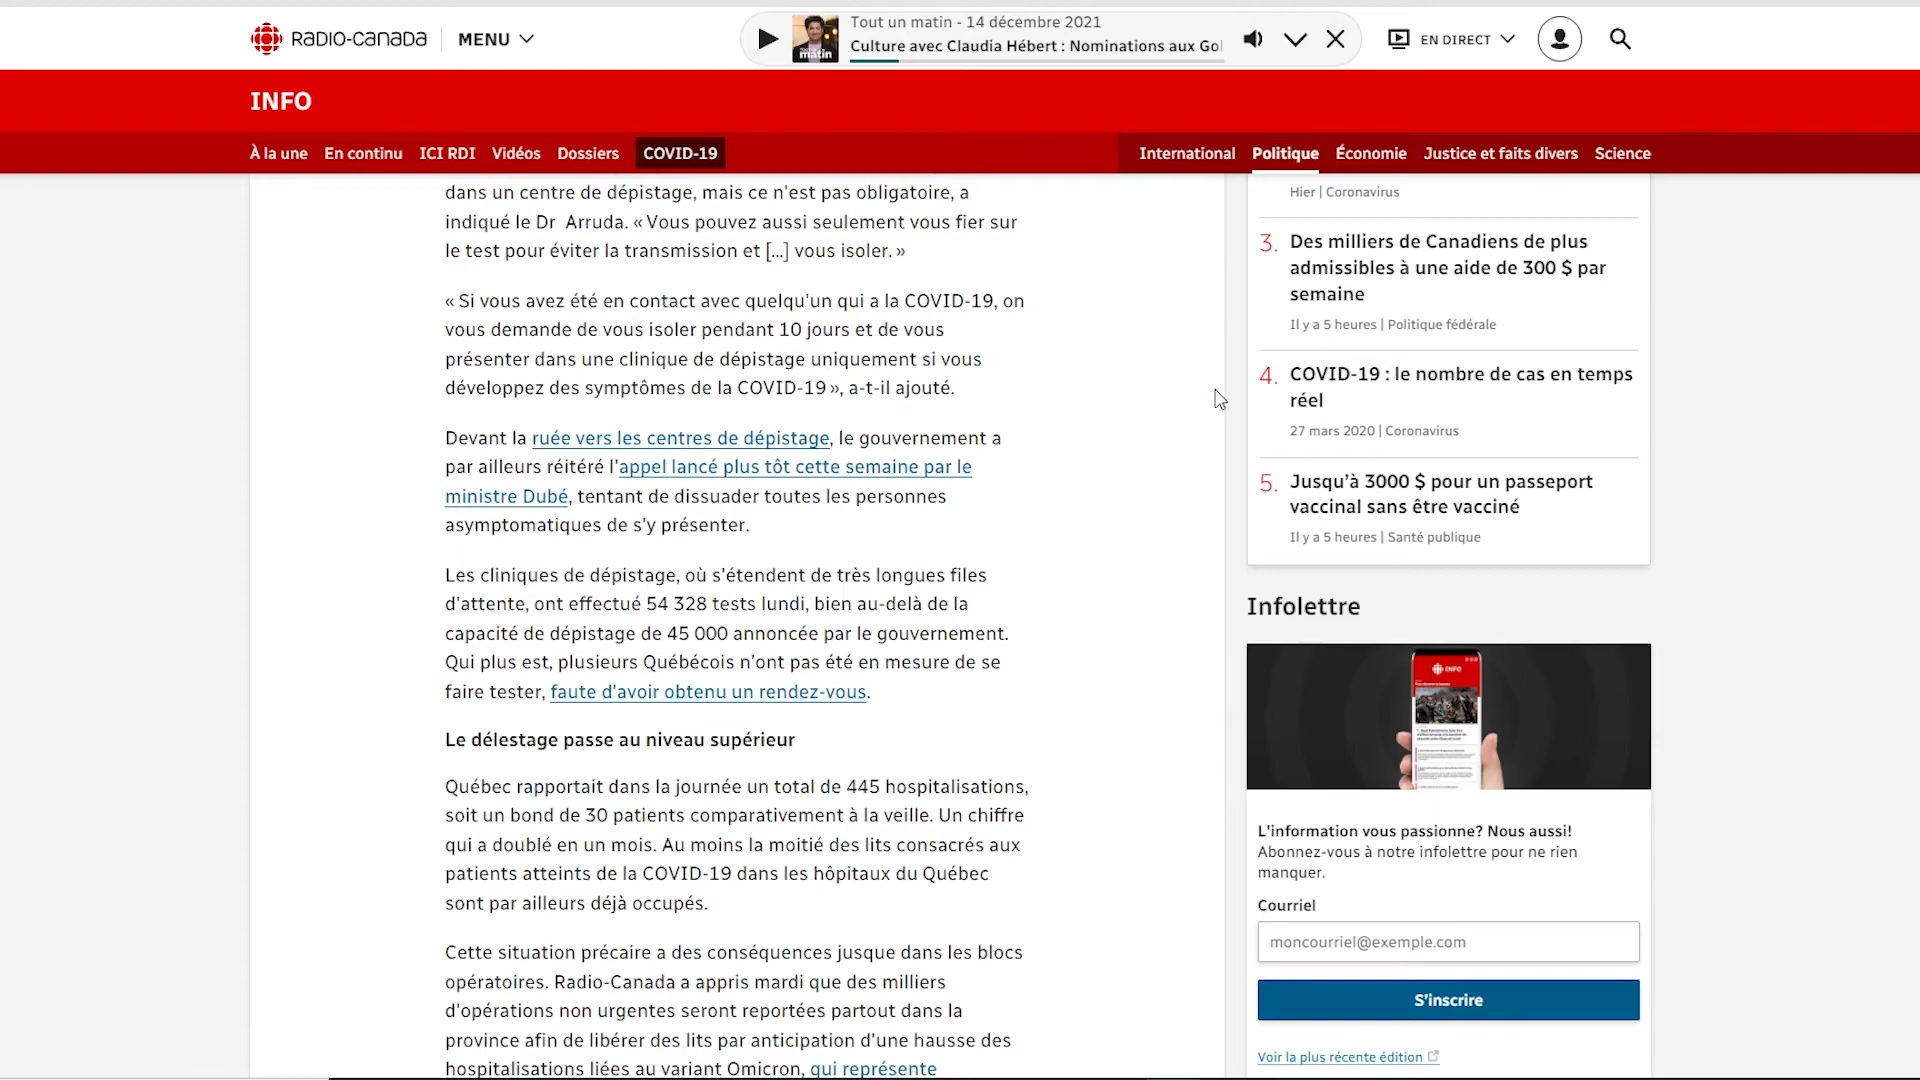 Radio-Canada
MENU
Tout un matin - 14 décembre 2021
Culture avec Claudia Hébert : Nominations aux Gol
matin
EN DIRECT
INFO
À la une
En continu
ICI RDI
Vidéos
Dossiers
COVID-19
International
Politique
Économie
Justice et faits divers
Science
dans un centre de dépistage, mais ce n'est pas obligatoire, a
indiqué le Dr Arruda. « Vous pouvez aussi seulement vous fier sur
le test pour éviter la transmission et [...] vous isoler. »
« Si vous avez été en contact avec quelqu'un qui a la COVID-19, on
vous demande de vous isoler pendant 10 jours et de vous
présenter dans une clinique de dépistage uniquement si vous
développez des symptômes de la COVID-19 », a-t-il ajouté.
Devant la ruée vers les centres de dépistage, le gouvernement a
par ailleurs réitéré l'appel lancé plus tôt cette semaine par le
ministre Dubé, tentant de dissuader toutes les personnes
asymptomatiques de s'y présenter.
Les cliniques de dépistage, où s'étendent de très longues files
d'attente, ont effectué 54 328 tests lundi, bien au-delà de la
capacité de dépistage de 45 000 annoncée par le gouvernement.
Qui plus est, plusieurs Québécois n’ont pas été en mesure de se
faire tester, faute d'avoir obtenu un rendez-vous.
Le délestage passe au niveau supérieur
Québec rapportait dans la journée un total de 445 hospitalisations,
soit un bond de 30 patients comparativement à la veille. Un chiffre
qui a doublé en un mois. Au moins la moitié des lits consacrés aux
patients atteints de la COVID-19 dans les hôpitaux du Québec
sont par ailleurs déjà occupés.
Cette situation précaire a des conséquences jusque dans les blocs
opératoires. Radio-Canada a appris mardi que des milliers
d'opérations non urgentes seront reportées partout dans la
province afin de libérer des lits par anticipation d'une hausse des
hospitalisations liées au variant Omicron, qui représente
Hier | Coronavirus
3. Des milliers de Canadiens de plus
admissibles à une aide de 300 $ par
semaine
Il y a 5 heures | Politique fédérale
4. COVID-19 : le nombre de cas en temps
réel
27 mars 2020 | Coronavirus
5. Jusqu’à 3000 $ pour un passeport
vaccinal sans être vacciné
Il y a 5 heures | Santé publique
Infolettre
INFO
L'information vous passionne? Nous aussi!
Abonnez-vous à notre infolettre pour ne rien
manquer.
Courriel
moncourriel@exemple.com
S’inscrire
Voir la plus récente édition